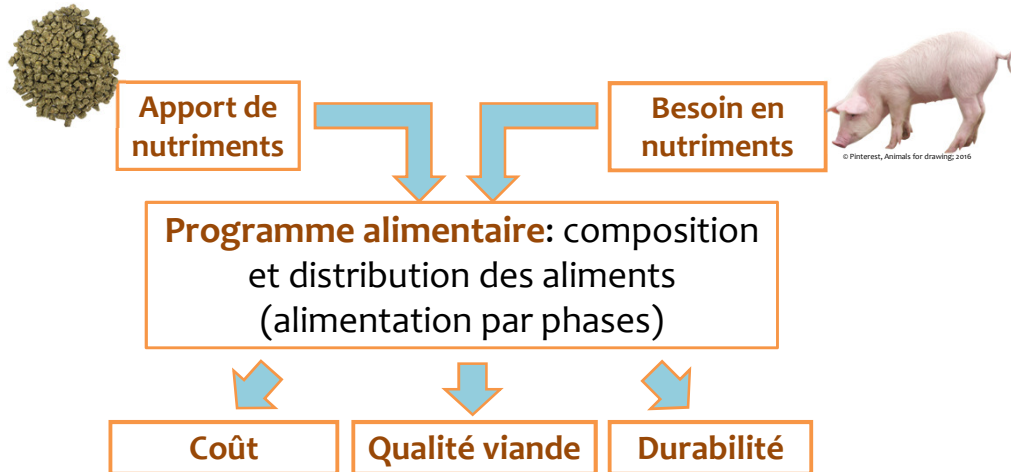 Apport de
nutriments
Besoin en
nutriments
© Pinterest, Animals for drawing; 2016
Programme alimentaire: composition
et distribution des aliments
(alimentation par phases)
Coût
Qualité viande
Durabilité